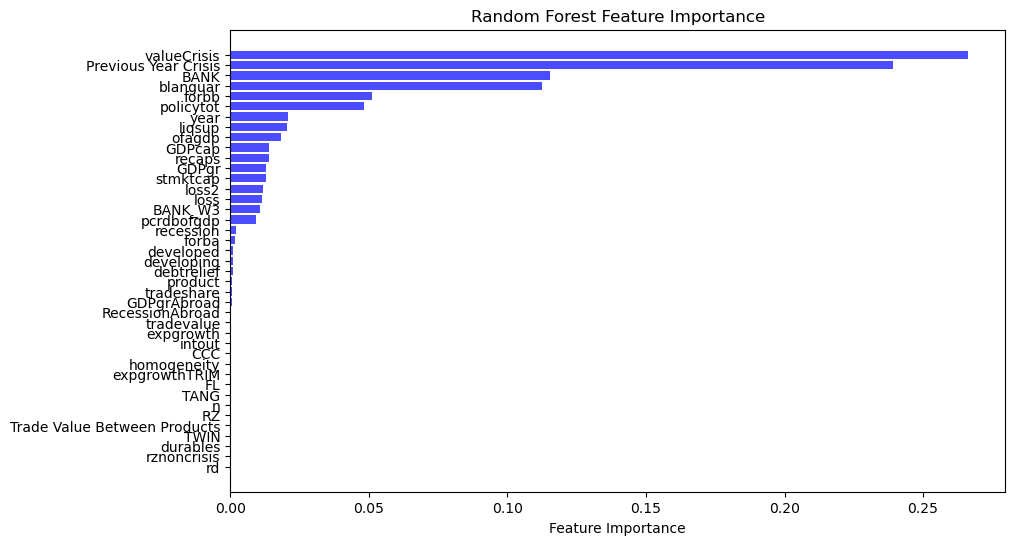 Random Forest Feature Importance
valueCrisis
Previous Year Crisis
BANK
blanguar
forbb
policytot
year
liqsup
ofagdp
GDPcap
recaps
GDPgr
stmktcap
loss2
loss
BANK_W3
pcrdbofgdp
recession
forba
developed
developing
debtrelief
product
tradeshare
GDPgrAbroad
RecessionAbroad
tradevalue
expgrowth
intout
CCC
homogeneity
expgrowthTRIM
FL
TANG
n
RZ
Trade Value Between Products
TWIN
durables
rznoncrisis
rd
0.00 0.05 0.10 0.15 0.20 0.25
Feature Importance